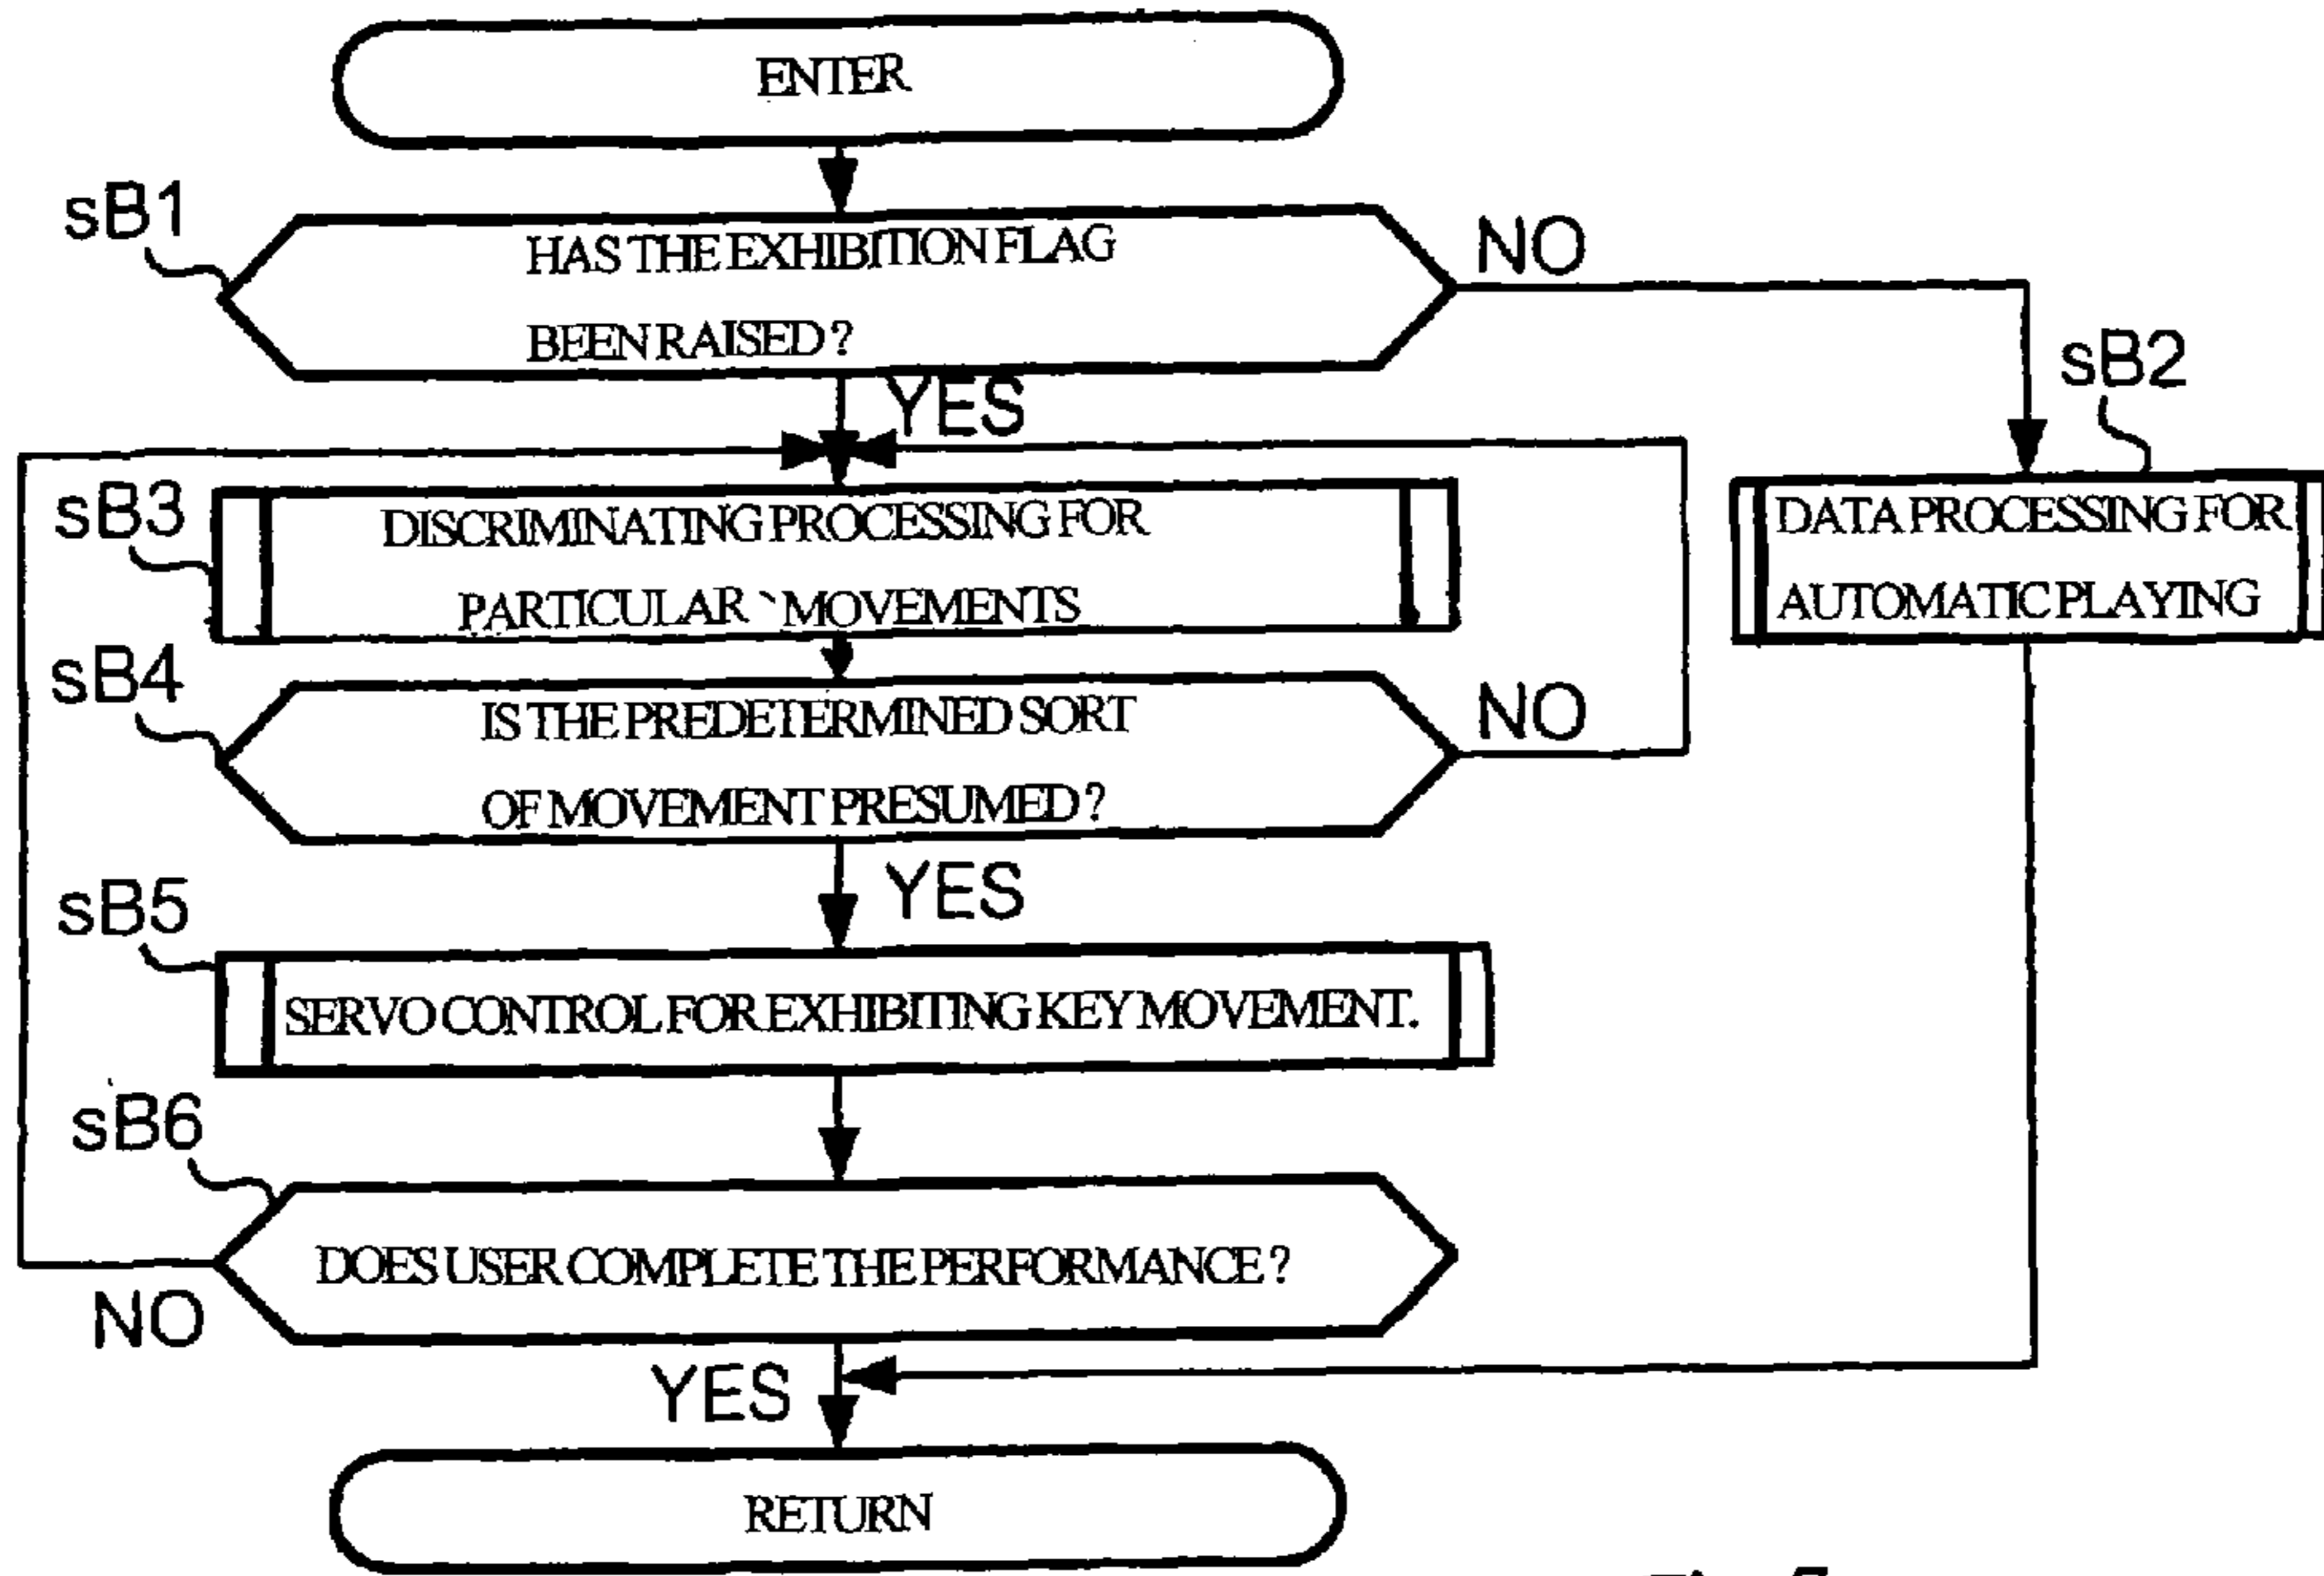 ENTER
sB1
HAS THE EXHIBITION FLAG
BEEN RAISED ?
NO
YES
sB2
sB3
DISCRIMINATING PROCESSING FOR
PARTICULAR `MOVEMENTS
DATA PROCESSING FOR
AUTOMATIC PLAYING
sB4
IS THE PREDETERMINED SORT
OF MOVEMENT PRESUMED ?
NO
YES
sB5
SERVO CONTROL FOR EXHIBITING KEY MOVEMENT.
sB6
DOES USER COMPLETE THE PERFORMANCE ?
NO
YES
RETURN